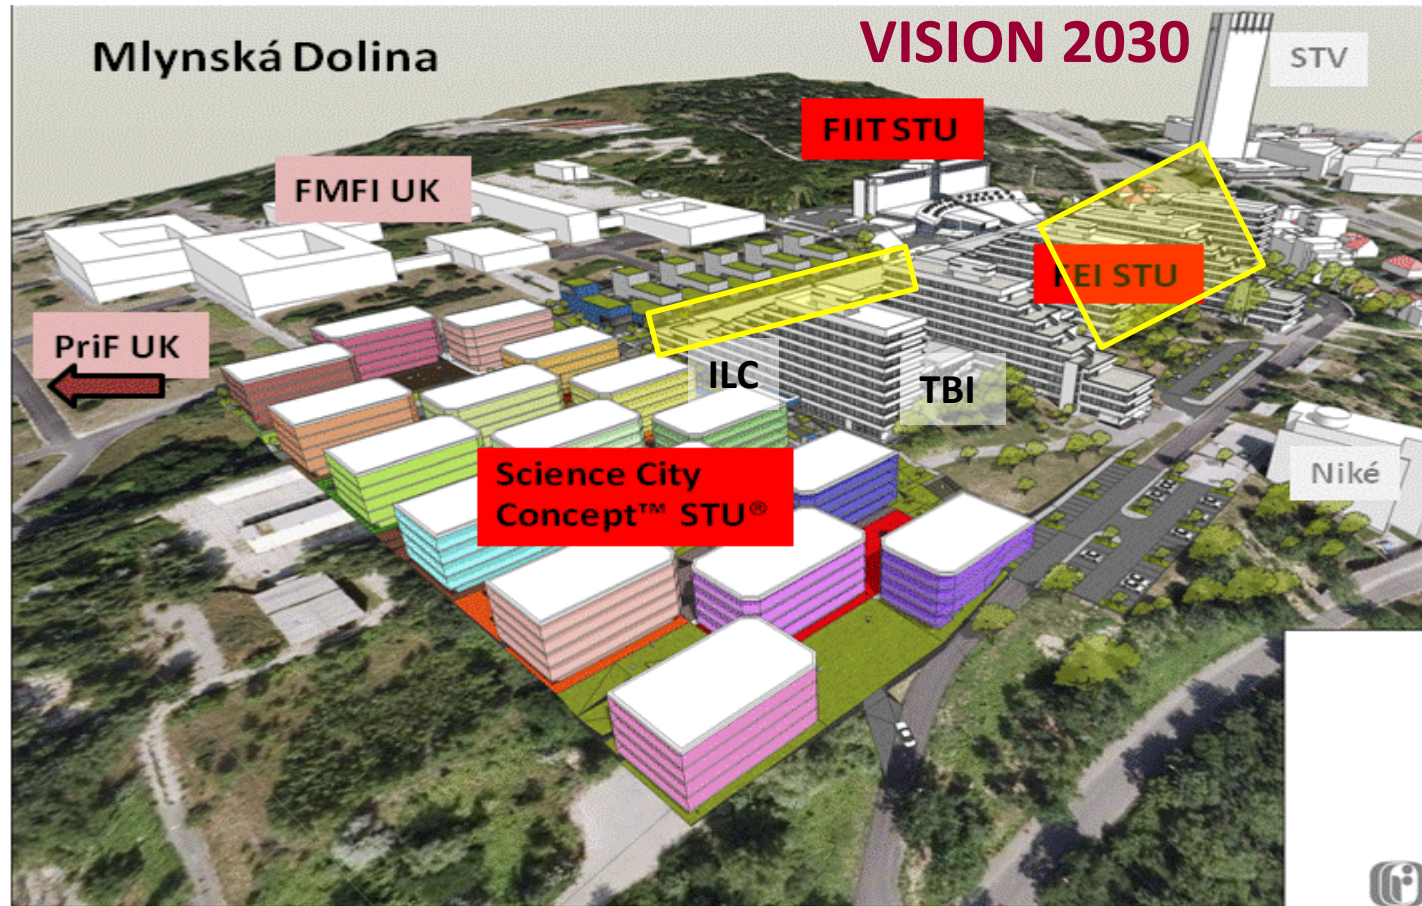 Mlynská Dolina
VISION 2030
STV
FIIT STU
FMFI UK
FEI STU
PriF UK
ILC
TBI
Niké
Science City
Concept™ STU®